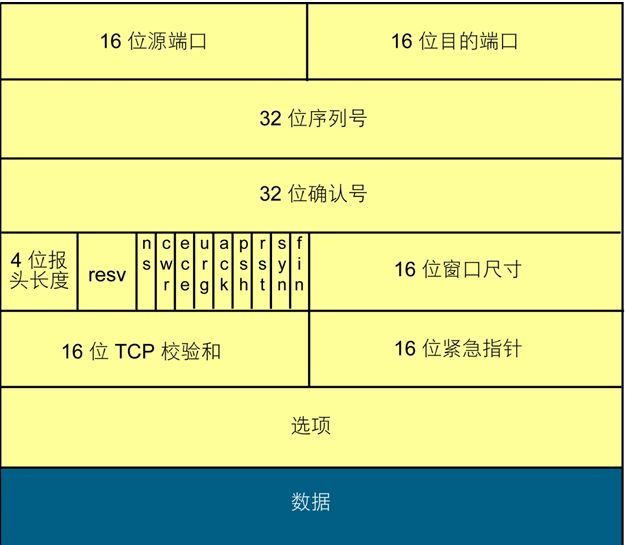 16 位源端口
16 位目的端口
32 位序列号
32 位确认号
4 位报
头长度
resv
ns
cwr
ece
urg
ack
psh
rst
syn
fin
16 位窗口尺寸
16 位 TCP 校验和
16 位紧急指针
选项
数据